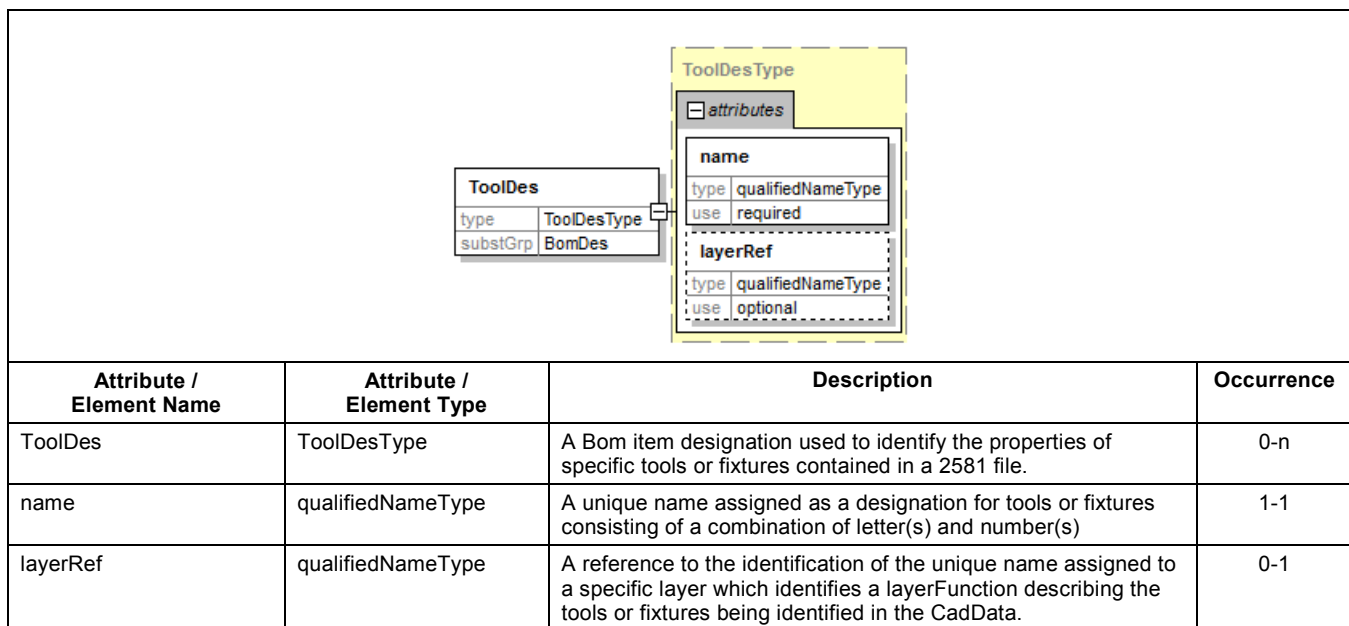 ToolDesType
attributes
name
type qualifiedNameType
use required
ToolDes
type ToolDesType
substGrp BomDes
layerRef
type qualifiedNameType
use optional
Attribute / Element Name Attribute / Element Type Description Occurrence
ToolDes ToolDesType A Bom item designation used to identify the properties of 0-n
specific tools or fixtures contained in a 2581 file.
name qualifiedNameType A unique name assigned as a designation for tools or fixtures 1-1
consisting of a combination of letter(s) and number(s)
layerRef qualifiedNameType A reference to the identification of the unique name assigned to 0-1
a specific layer which identifies a layerFunction describing the
tools or fixtures being identified in the CadData.